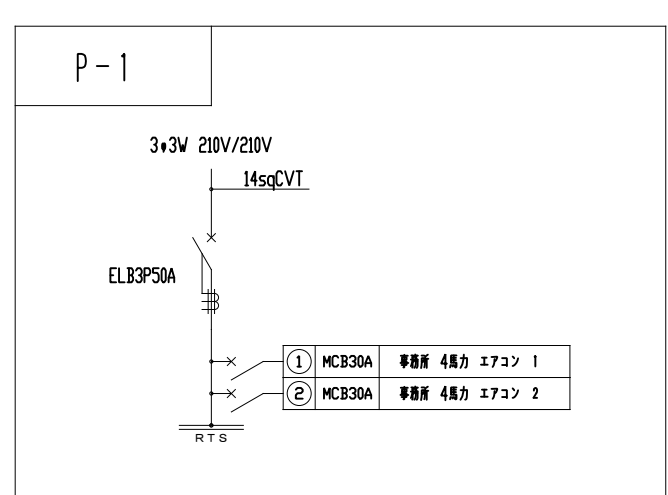 P-1
3φ3W 210V/210V
14sqCVT
ELB3P50A
① MCB30A 事務所 4馬力 エアコン 1
② MCB30A 事務所 4馬力 エアコン 2
RTS